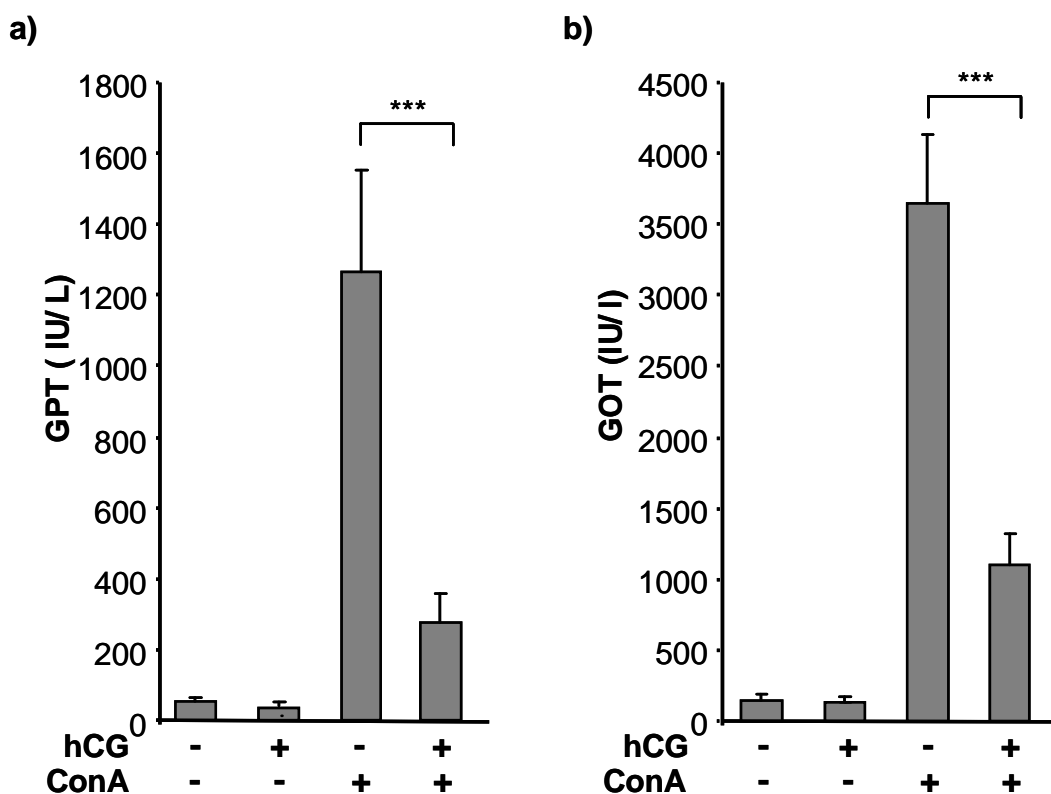 a)
GPT ( IU/ L)
1800
1600
1400
1200
1000
800
600
400
200
0
***
hCG - + - +
ConA - - + +
b)
GOT (IU/ l)
4500
4000
3500
3000
2500
2000
1500
1000
500
0
***
hCG - + - +
ConA - - + +